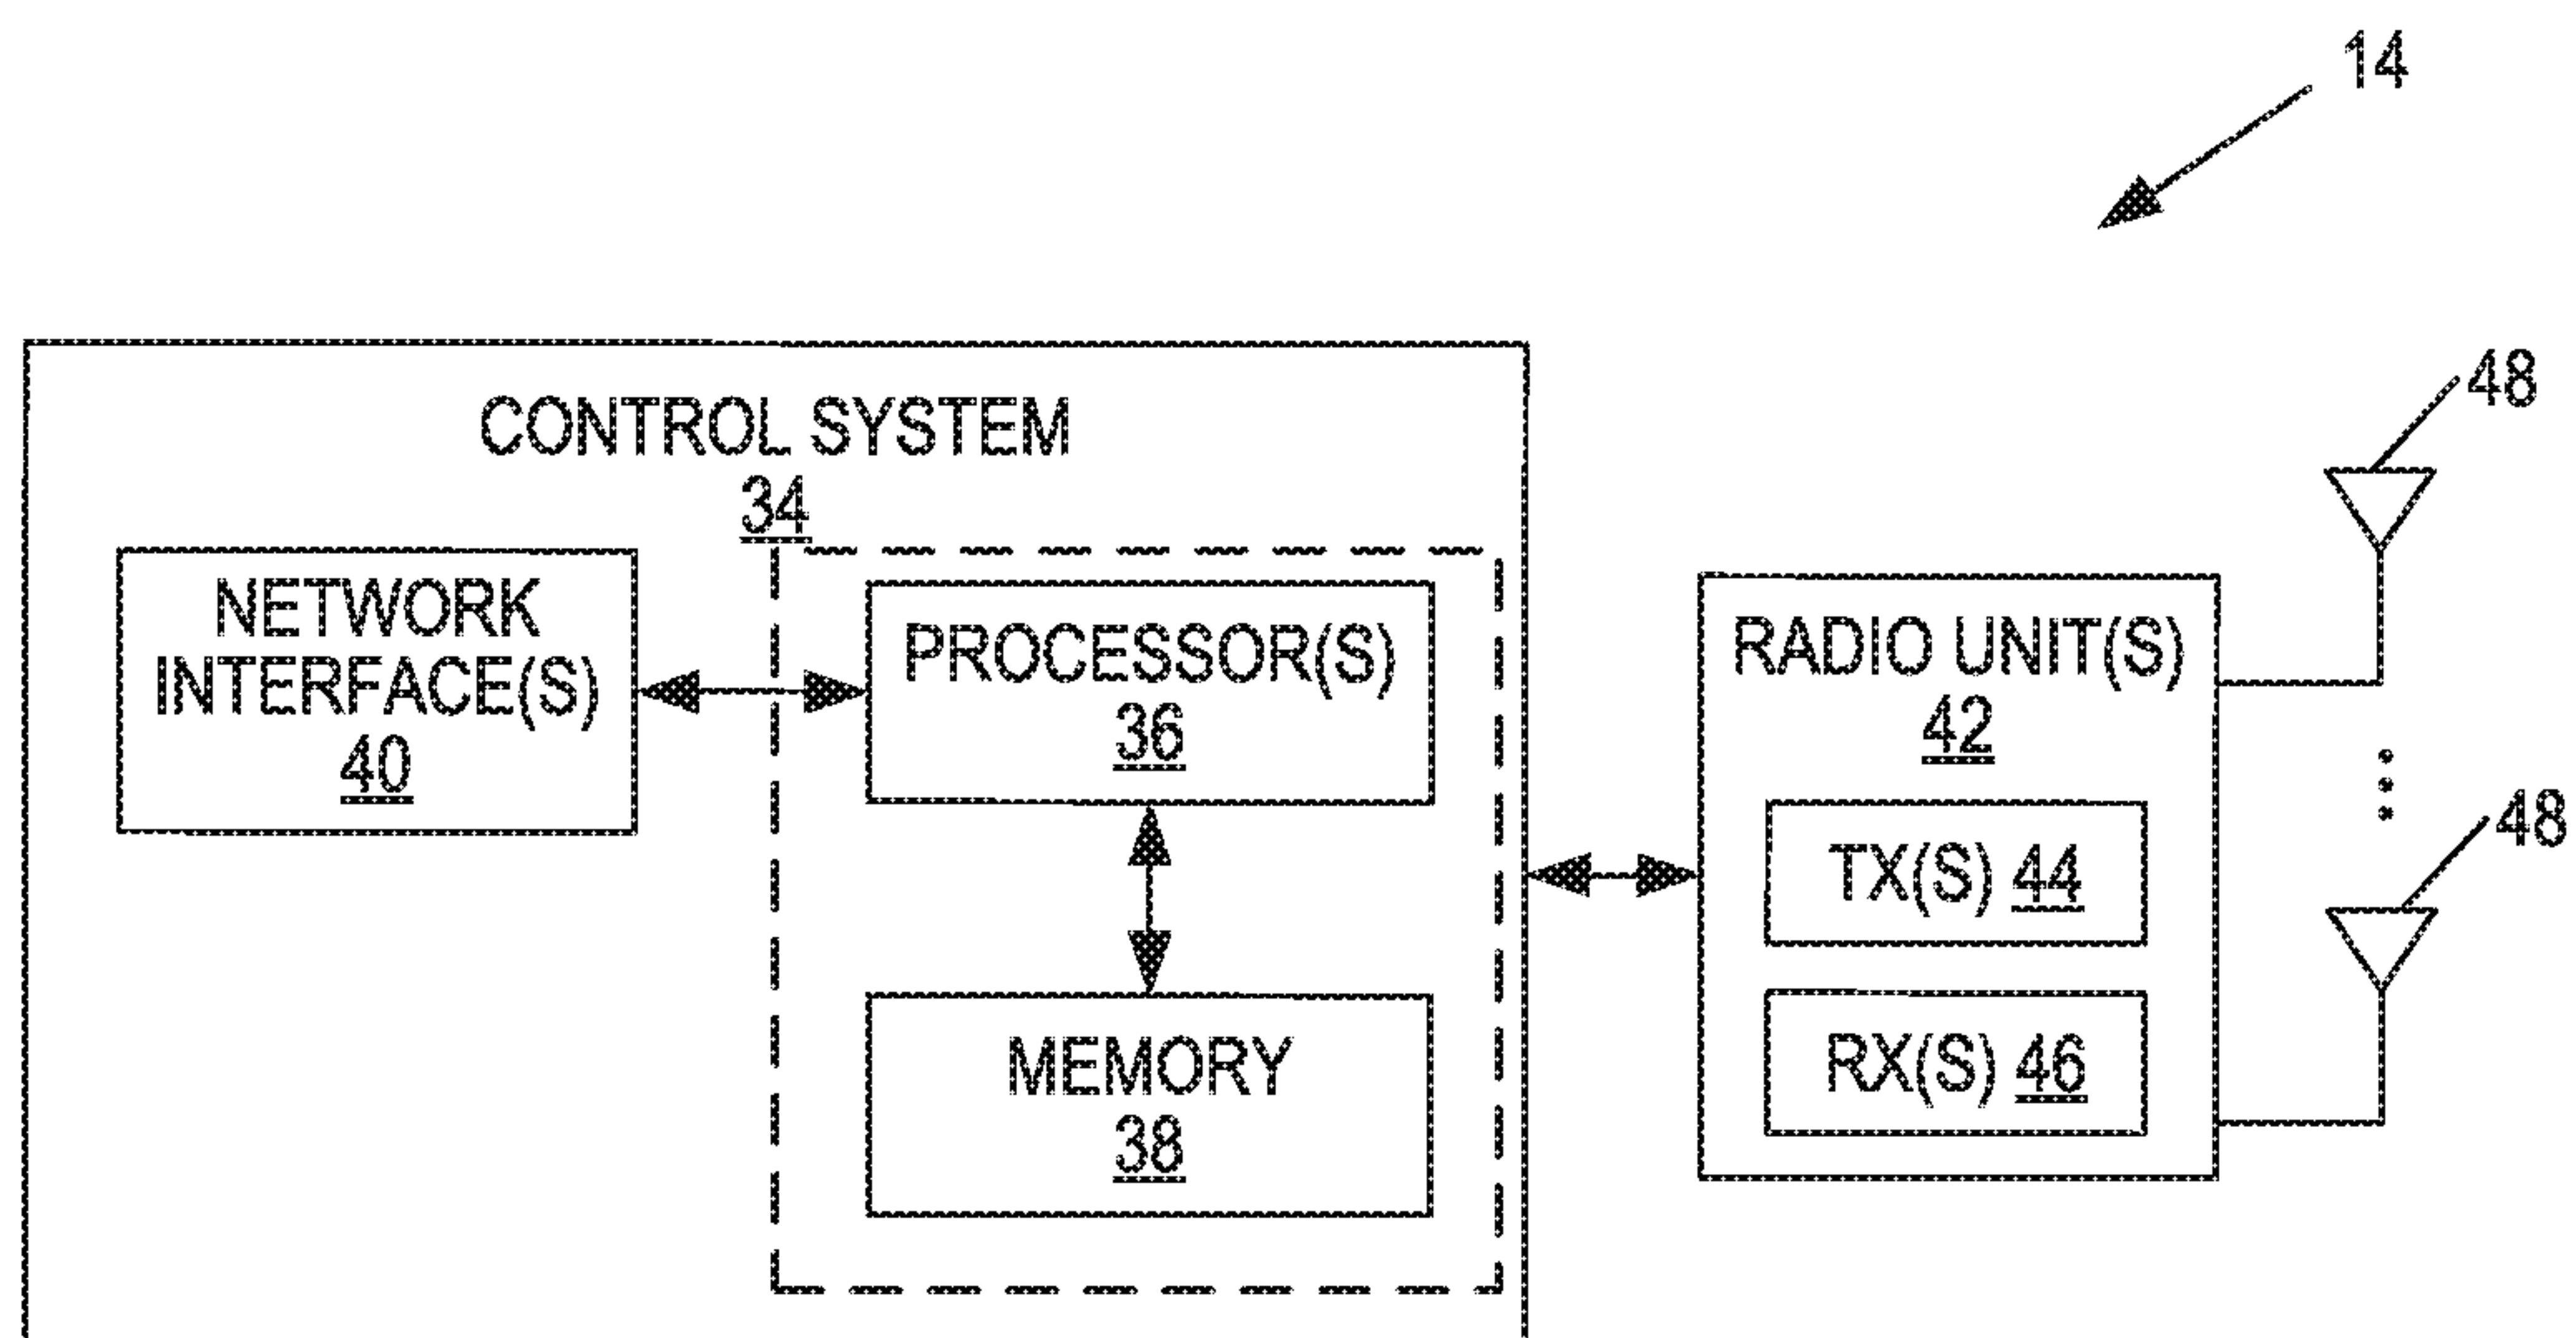 14
CONTROL SYSTEM
34
48
NETWORK
INTERFACE(S)
40
PROCESSOR(S)
36
RADIO UNIT(S)
42
TX(S) 44
48
MEMORY
38
RX(S) 46